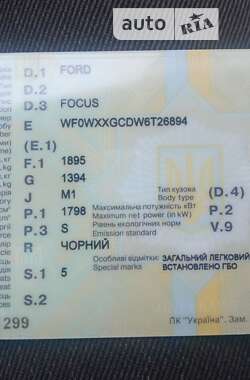 auto RIA
D.1 FORD
D.2
D.3 FOCUS
E WF0WXXGCDW6T26894
(E.1)
F.1 1895
G 1394
J M1 Тип кузова (D.4)
Body type
P.1 1798 Максимальна потужність кВт P.2
Maximum net power (in kW)
P.3 S Рівень екологічних норм V.9
Emission standard
R ЧОРНИЙ
Особливі відмітки: ЗАГАЛЬНИЙ ЛЕГКОВИЙ
S.1 5 Special marks ВСТАНОВЛЕНО ГБО
S.2
299 ПК "Україна". Зам.